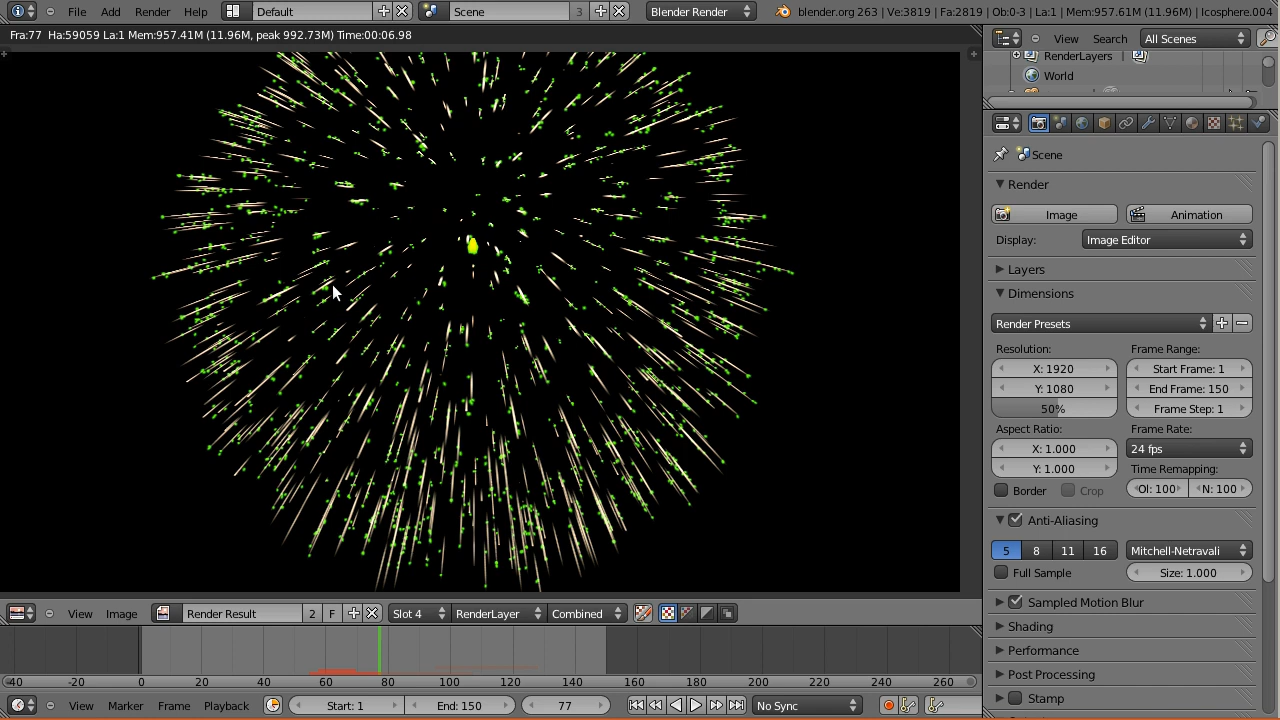 File Add Render Help Default Scene 3 Blender Render blender.org 263 | Ve:3819 | Fa:2819 | Ob:0-3 | La:1 | Mem:957.61M (11.96M) | Icosphere.004
Fra:77 Ha:59059 La:1 Mem:957.41M (11.96M, peak 992.73M) Time:00:06.98
View Search All Scenes
RenderLayers |
World
Scene
Render
Image Animation
Display: Image Editor
Layers
Dimensions
Render Presets
Resolution: Frame Range:
X: 1920 Start Frame: 1
Y: 1080 End Frame: 150
50% Frame Step: 1
Aspect Ratio: Frame Rate:
X: 1.000 24 fps
Y: 1.000 Time Remapping:
Border Crop Ol: 100 N: 100
Anti-Aliasing
5 8 11 16 Mitchell-Netravali
Full Sample Size: 1.000
Sampled Motion Blur
Shading
Performance
Post Processing
Stamp
View Image Render Result 2 F Slot 4 RenderLayer Combined
-40 -20 0 20 40 60 80 100 120 140 160 180 200 220 240 260
View Marker Frame Playback Start: 1 End: 150 77 No Sync